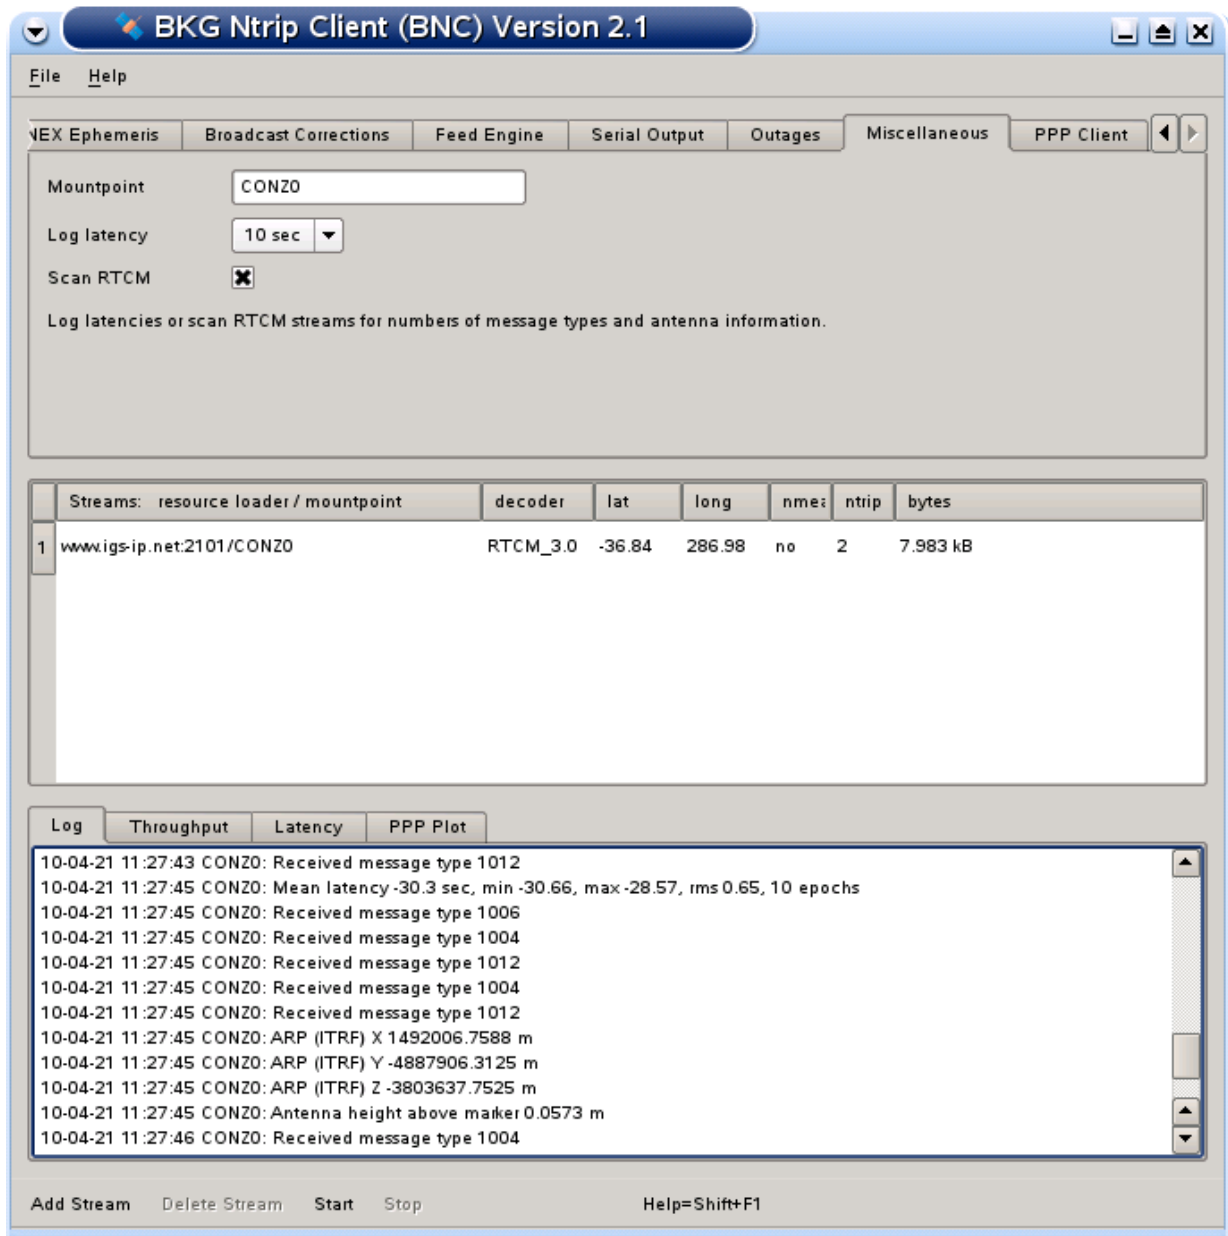 BKG Ntrip Client (BNC) Version 2.1
File Help
NEX Ephemeris Broadcast Corrections Feed Engine Serial Output Outages Miscellaneous PPP Client
Mountpoint CONZ0
Log latency 10 sec
Scan RTCM
Log latencies or scan RTCM streams for numbers of message types and antenna information.
Streams: resource loader / mountpoint decoder lat long nmea ntrip bytes
1 www.igs-ip.net:2101/CONZ0 RTCM_3.0 -36.84 286.98 no 2 7.983 kB
Log Throughput Latency PPP Plot
10-04-21 11:27:43 CONZ0: Received message type 1012
10-04-21 11:27:45 CONZ0: Mean latency -30.3 sec, min -30.66, max -28.57, rms 0.65, 10 epochs
10-04-21 11:27:45 CONZ0: Received message type 1006
10-04-21 11:27:45 CONZ0: Received message type 1004
10-04-21 11:27:45 CONZ0: Received message type 1012
10-04-21 11:27:45 CONZ0: Received message type 1004
10-04-21 11:27:45 CONZ0: Received message type 1012
10-04-21 11:27:45 CONZ0: ARP (ITRF) X 1492006.7588 m
10-04-21 11:27:45 CONZ0: ARP (ITRF) Y -4887906.3125 m
10-04-21 11:27:45 CONZ0: ARP (ITRF) Z -3803637.7525 m
10-04-21 11:27:45 CONZ0: Antenna height above marker 0.0573 m
10-04-21 11:27:46 CONZ0: Received message type 1004
Add Stream Delete Stream Start Stop Help=Shift+F1